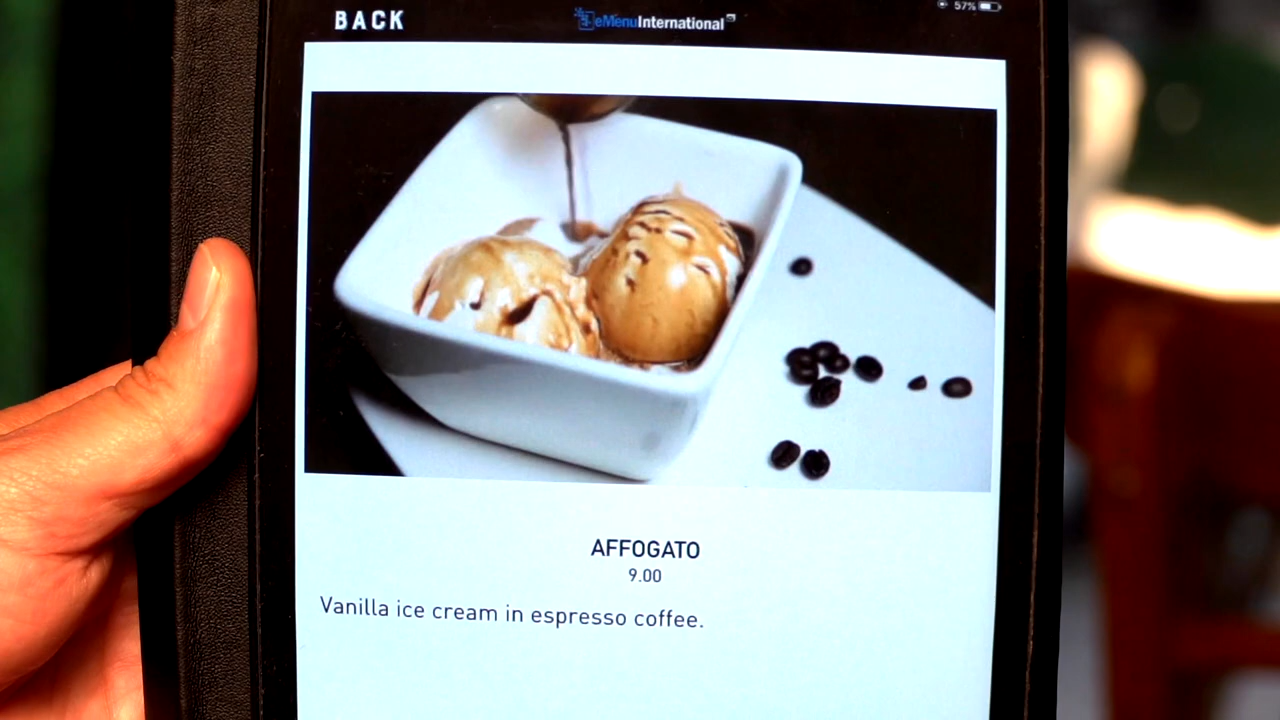 BACK
eMenuInternational
57%
AFFOGATO
9.00
Vanilla ice cream in espresso coffee.